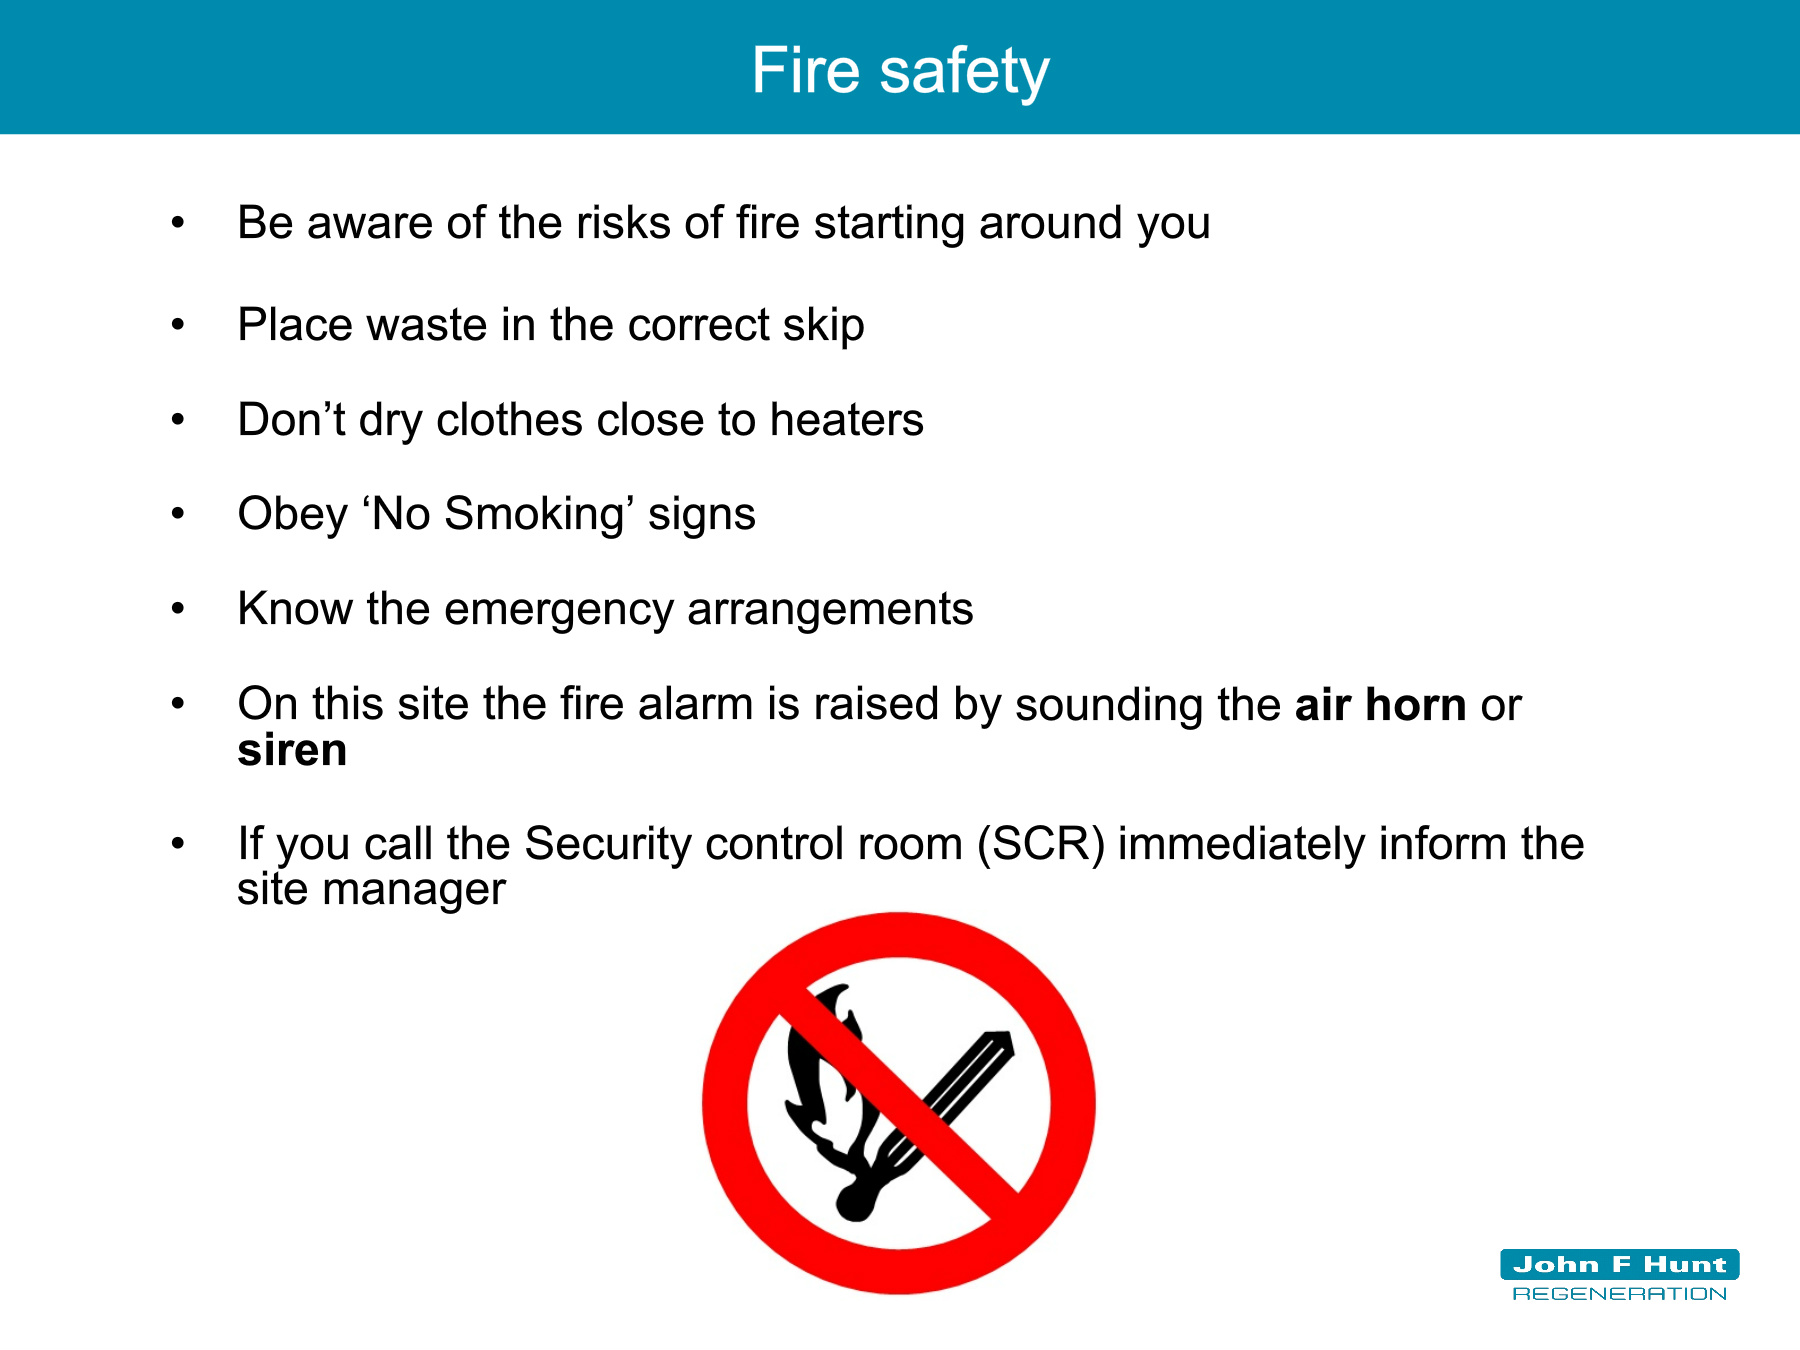 Fire safety
• Be aware of the risks of fire starting around you
• Place waste in the correct skip
• Don’t dry clothes close to heaters
• Obey ‘No Smoking’ signs
• Know the emergency arrangements
• On this site the fire alarm is raised by sounding the air horn or
siren
• If you call the Security control room (SCR) immediately inform the
site manager
John F Hunt
REGENERATION